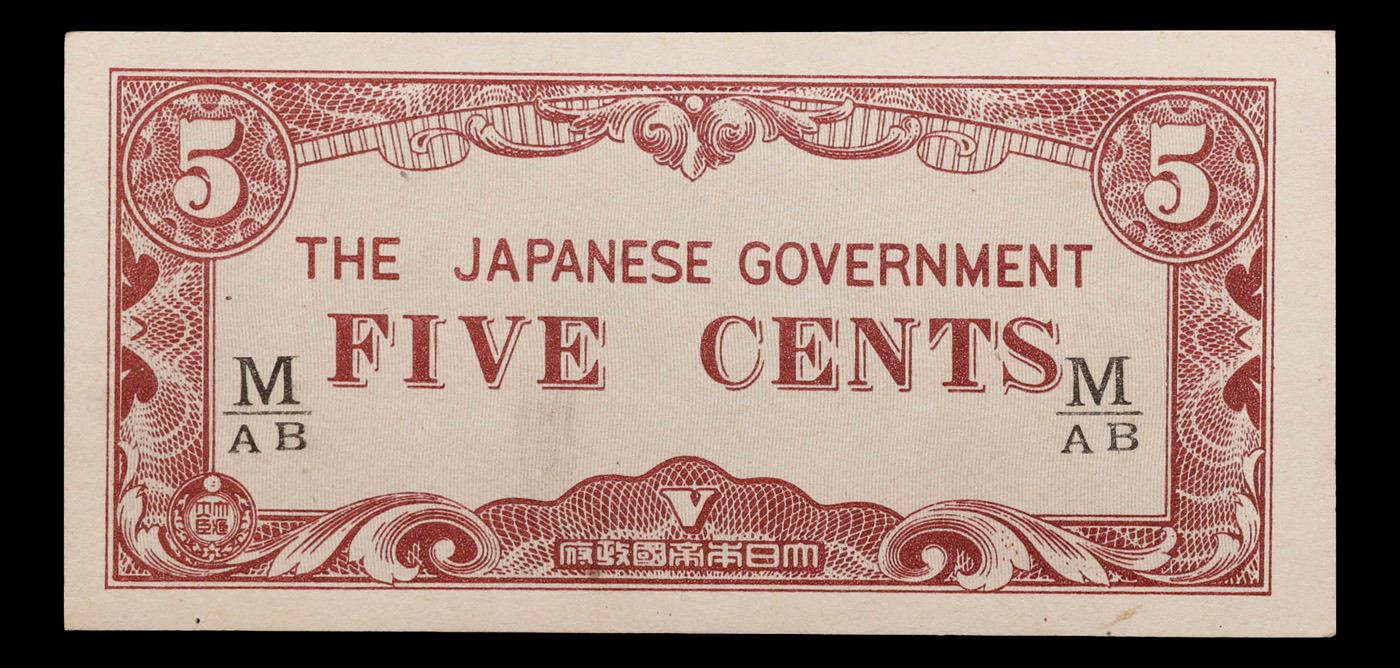 5 5
THE JAPANESE GOVERNMENT
FIVE CENTS
M M
AB AB
V
府政國帝本日大